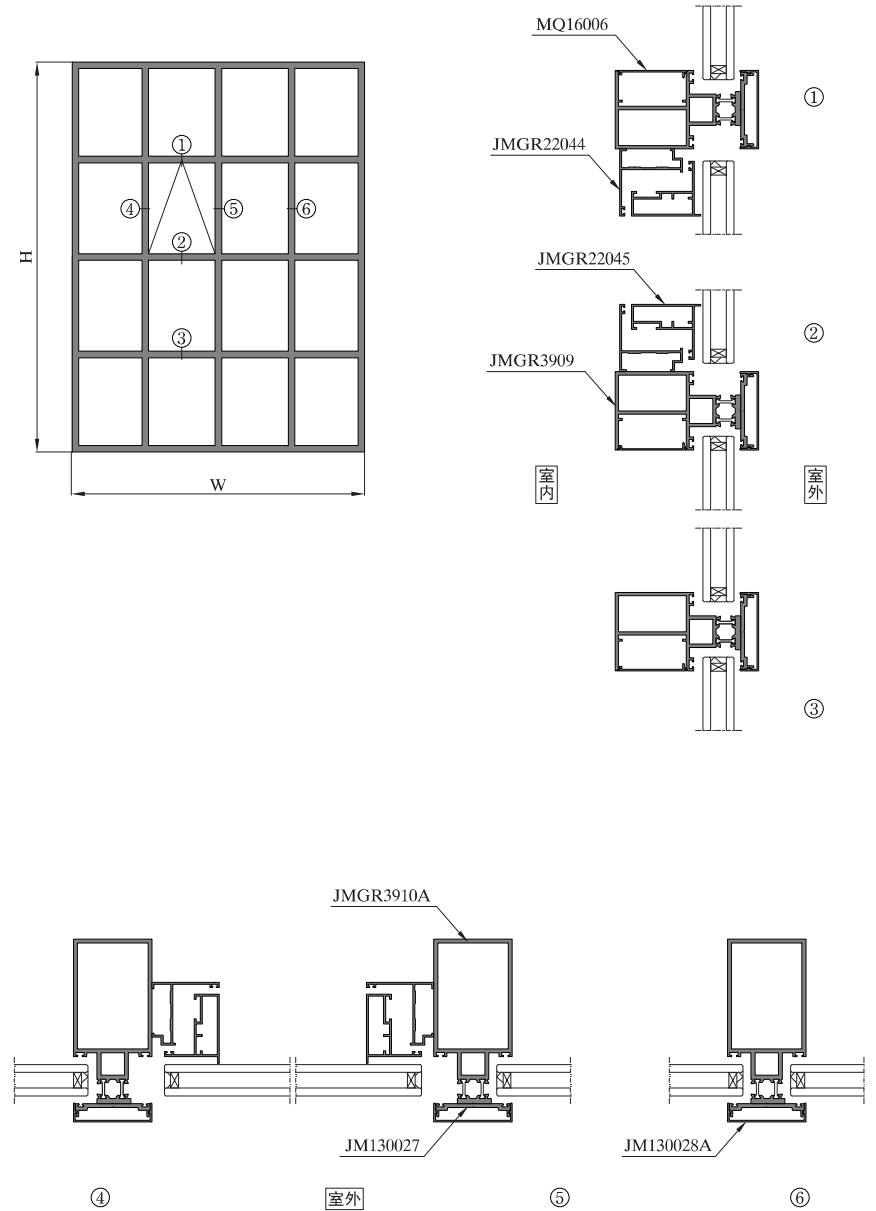 MQ16006
①
JMGR22044
①
④
⑤
⑥
②
H
JMGR22045
②
③
JMGR3909
W
室内
室外
③
JMGR3910A
JM130027
JM130028A
④
室外
⑤
⑥